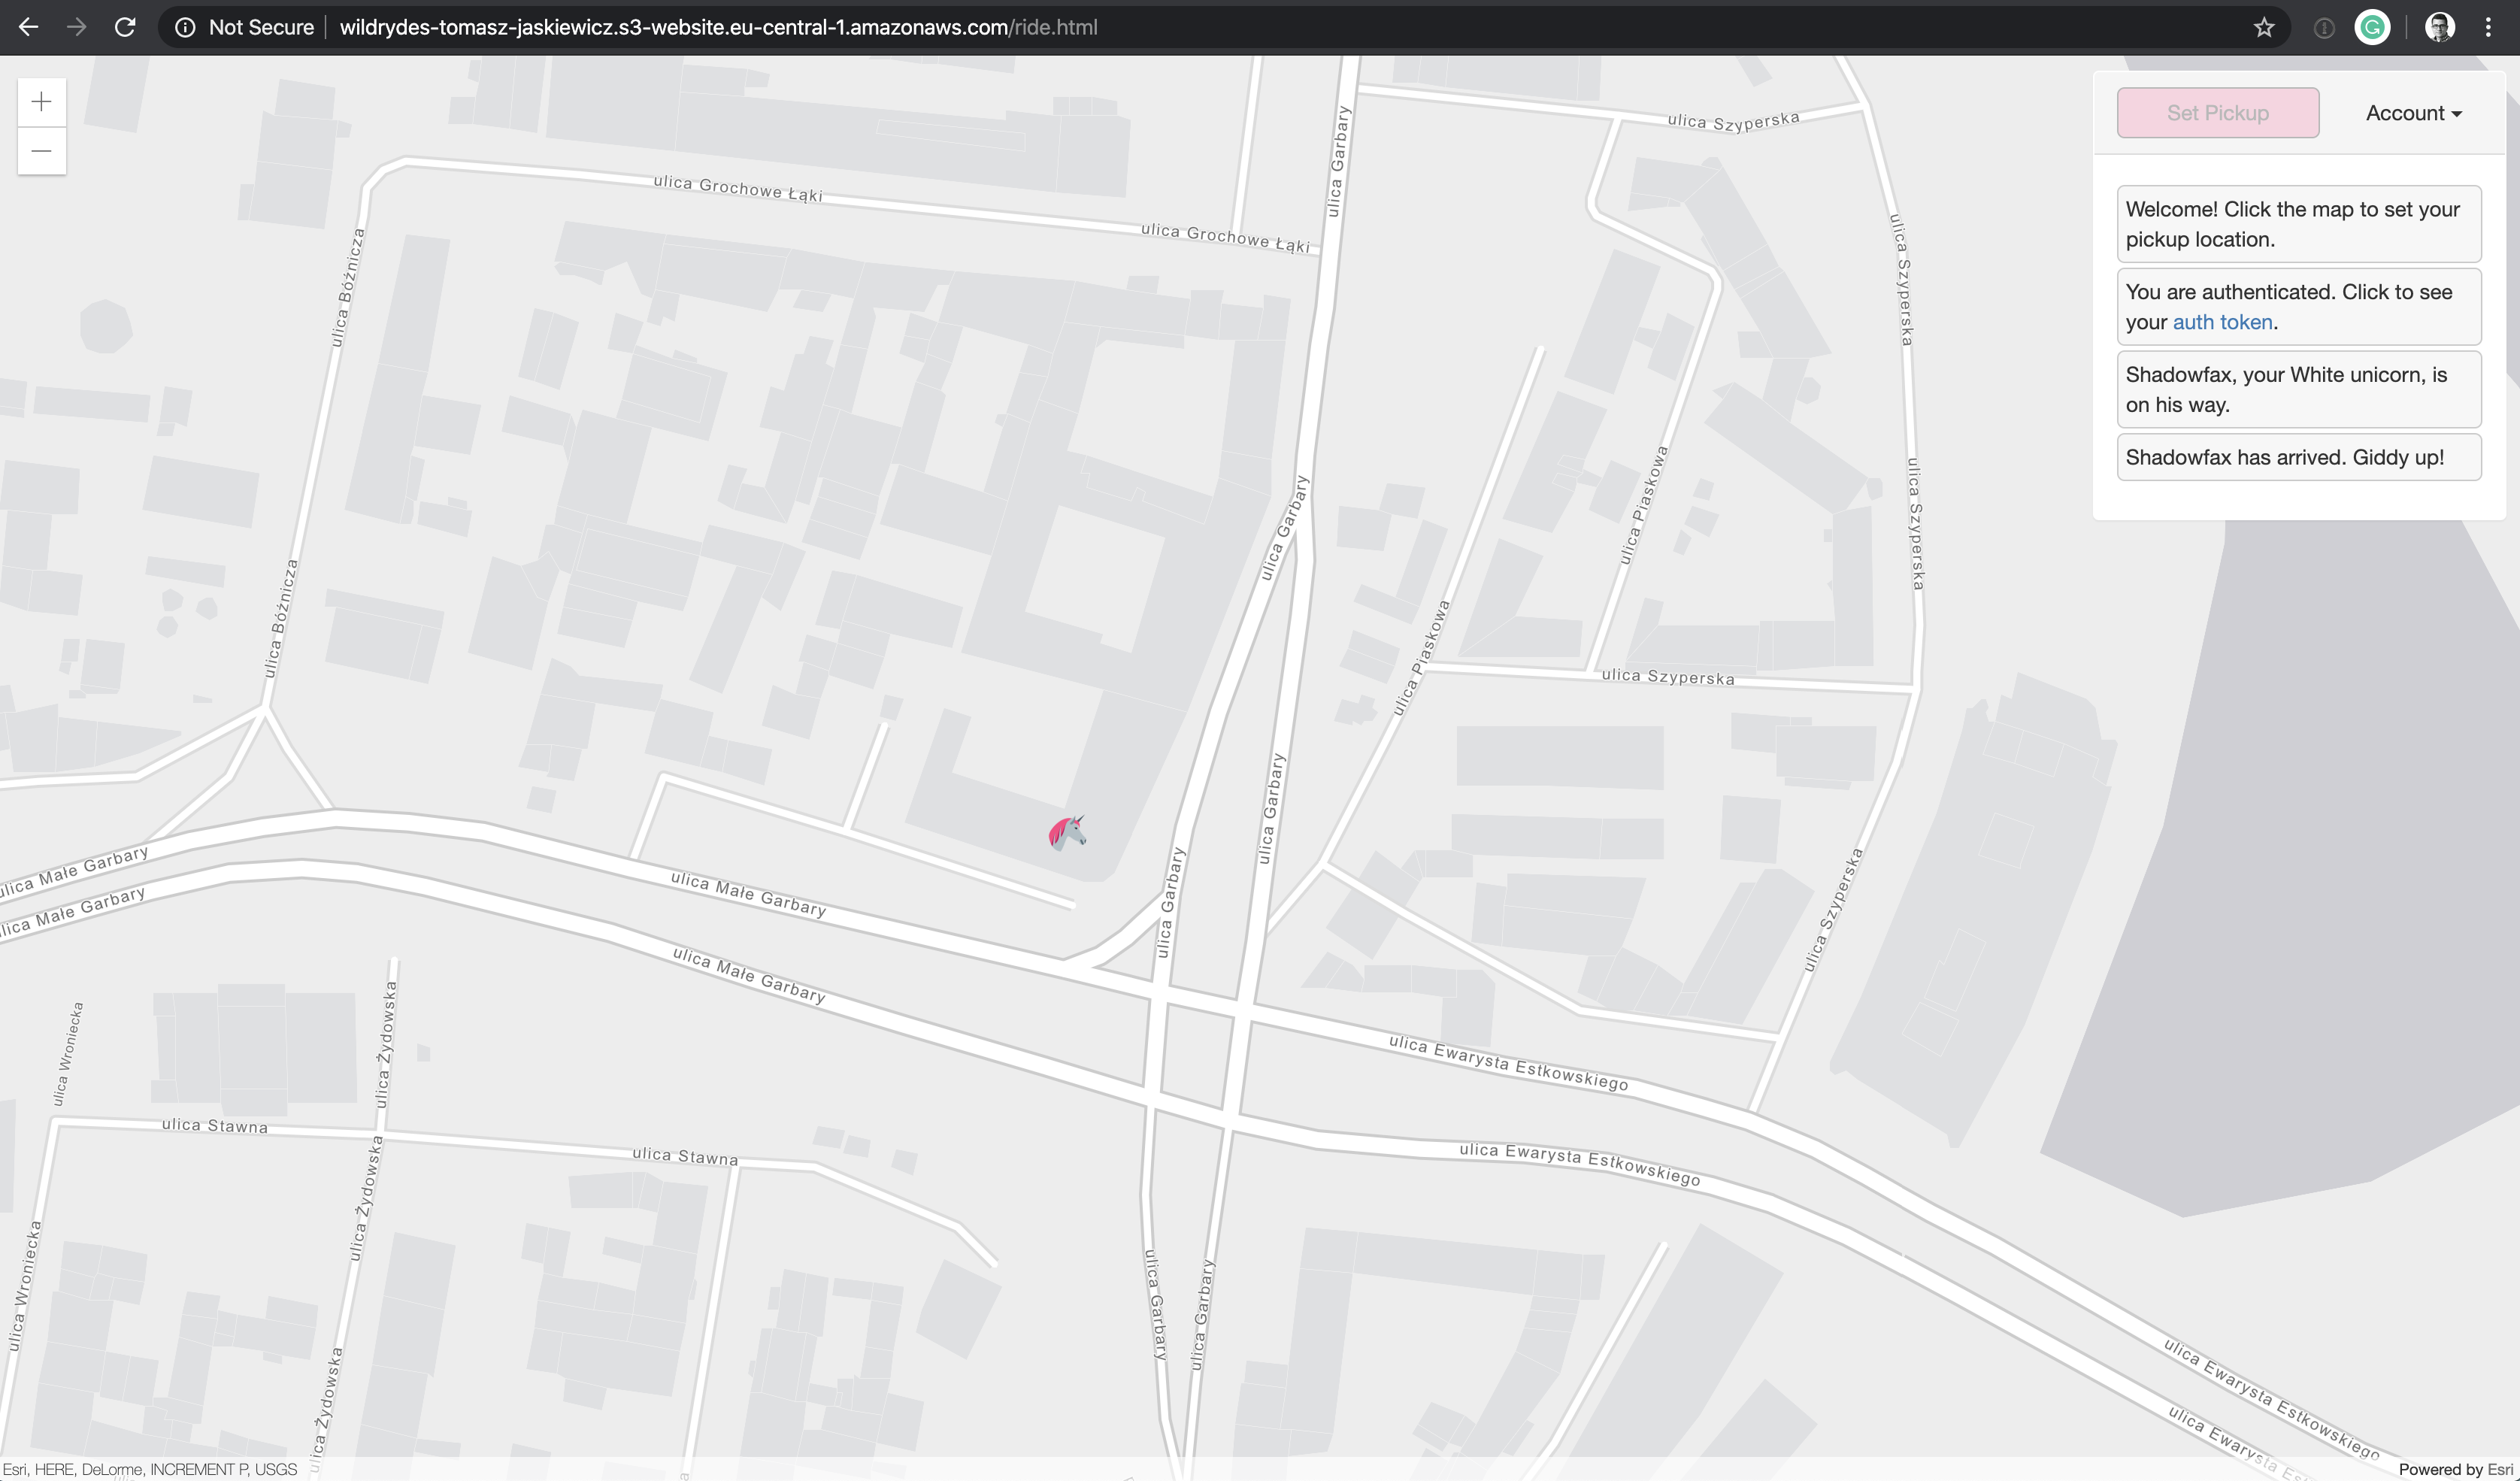 Not Secure
wildrydes-tomasz-jaskiewicz.s3-website.eu-central-1.amazonaws.com/ride.html
Set Pickup
Account
Welcome! Click the map to set your
pickup location.
You are authenticated. Click to see
your auth token.
Shadowfax, your White unicorn, is
on his way.
Shadowfax has arrived. Giddy up!
ulica Szyperska
ulica Garbary
ulica Grochowe Łąki
ulica Grochowe Łąki
ulica Bóźnicza
ulica Szyperska
ulica Garbary
ulica Piaskowa
ulica Szyperska
ulica Bóźnicza
ulica Piaskowa
ulica Szyperska
ulica Garbary
ulica Małe Garbary
ulica Małe Garbary
ulica Małe Garbary
ulica Garbary
ulica Szyperska
ulica Małe Garbary
ulica Wroniecka
ulica Żydowska
ulica Ewarysta Estkowskiego
ulica Stawna
ulica Stawna
ulica Ewarysta Estkowskiego
ulica Żydowska
ulica Wroniecka
ulica Garbary
ulica Garbary
ulica Żydowska
ulica Ewarysta Estkowskiego
ulica Ewarysta
Esri, HERE, DeLorme, INCREMENT P, USGS
Powered by Esri